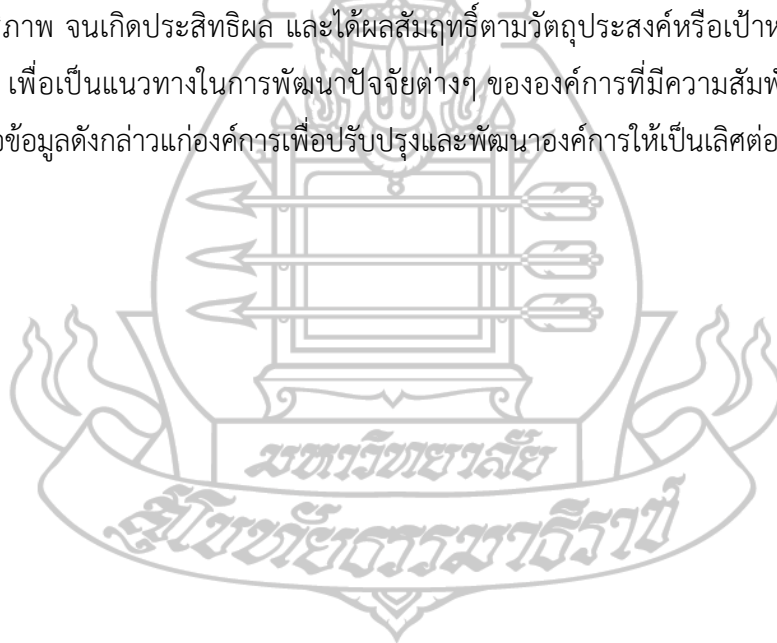 รภาพ จนเกิดประสิทธิผล และได้ผลสัมฤทธิ์ตามวัตถุประสงค์หรือเป้าห
เพื่อเป็นแนวทางในการพัฒนาปัจจัยต่างๆ ขององค์การที่มีความสัมพั
ข้อมูลดังกล่าวแก่องค์การเพื่อปรับปรุงและพัฒนาองค์การให้เป็นเลิศต่อ
มหาวิทยาลัย
สุโขทัยธรรมาธิราช